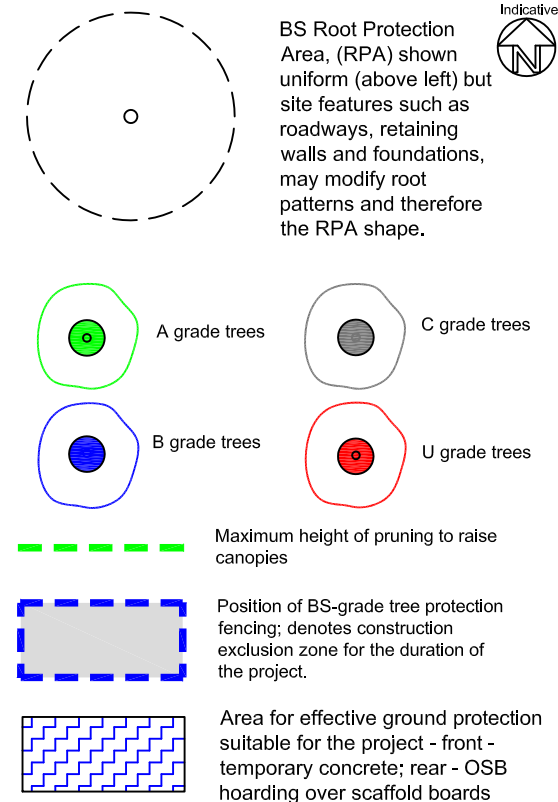 Indicative
N
BS Root Protection
Area, (RPA) shown
uniform (above left) but
site features such as
roadways, retaining
walls and foundations,
may modify root
patterns and therefore
the RPA shape.
A grade trees
C grade trees
B grade trees
U grade trees
Maximum height of pruning to raise
canopies
Position of BS-grade tree protection
fencing; denotes construction
exclusion zone for the duration of
the project.
Area for effective ground protection
suitable for the project - front -
temporary concrete; rear - OSB
hoarding over scaffold boards